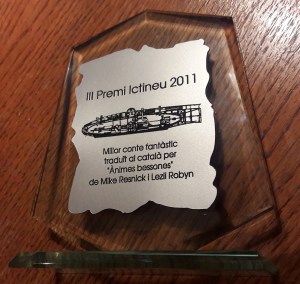 III Premi Ictineu 2011
Millor conte fantàstic
traduït al català per
"Ànimes bessones"
de Mike Resnick i Lezli Robyn